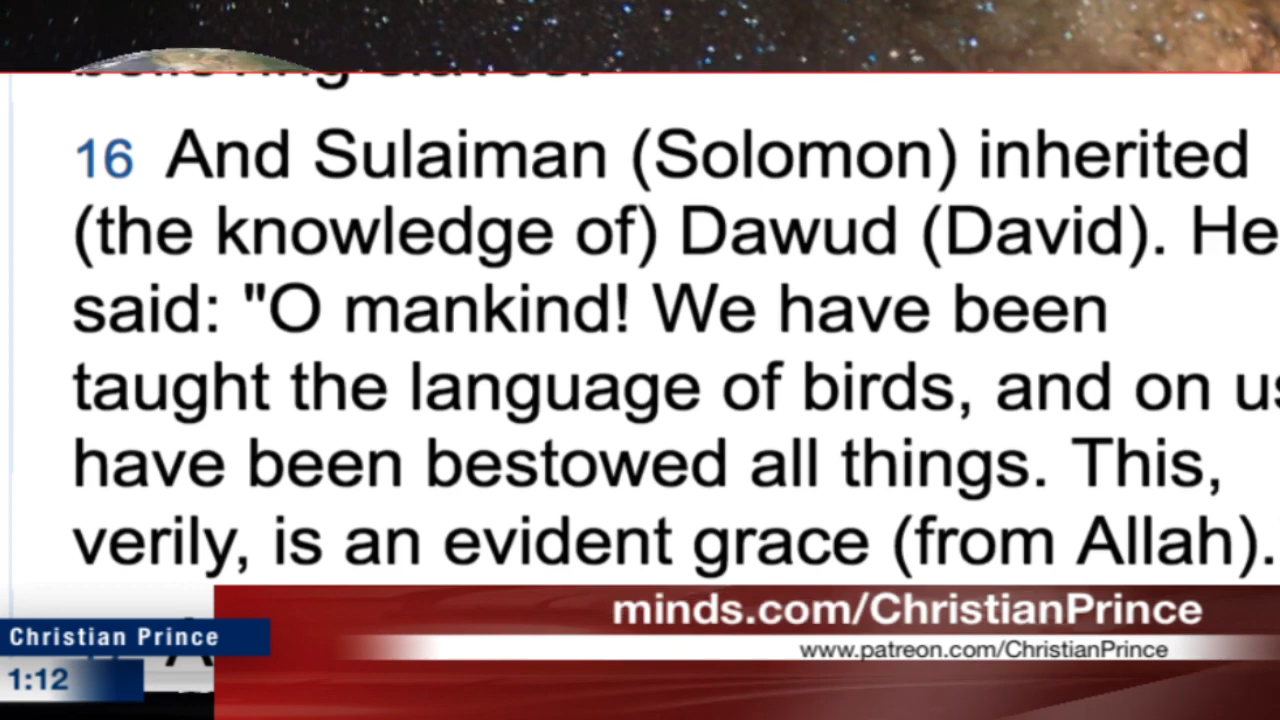 believing slaves."
16 And Sulaiman (Solomon) inherited
(the knowledge of) Dawud (David). He
said: "O mankind! We have been
taught the language of birds, and on us
have been bestowed all things. This,
verily, is an evident grace (from Allah).
minds.com/ChristianPrince
Christian Prince
www.patreon.com/ChristianPrince
1:12